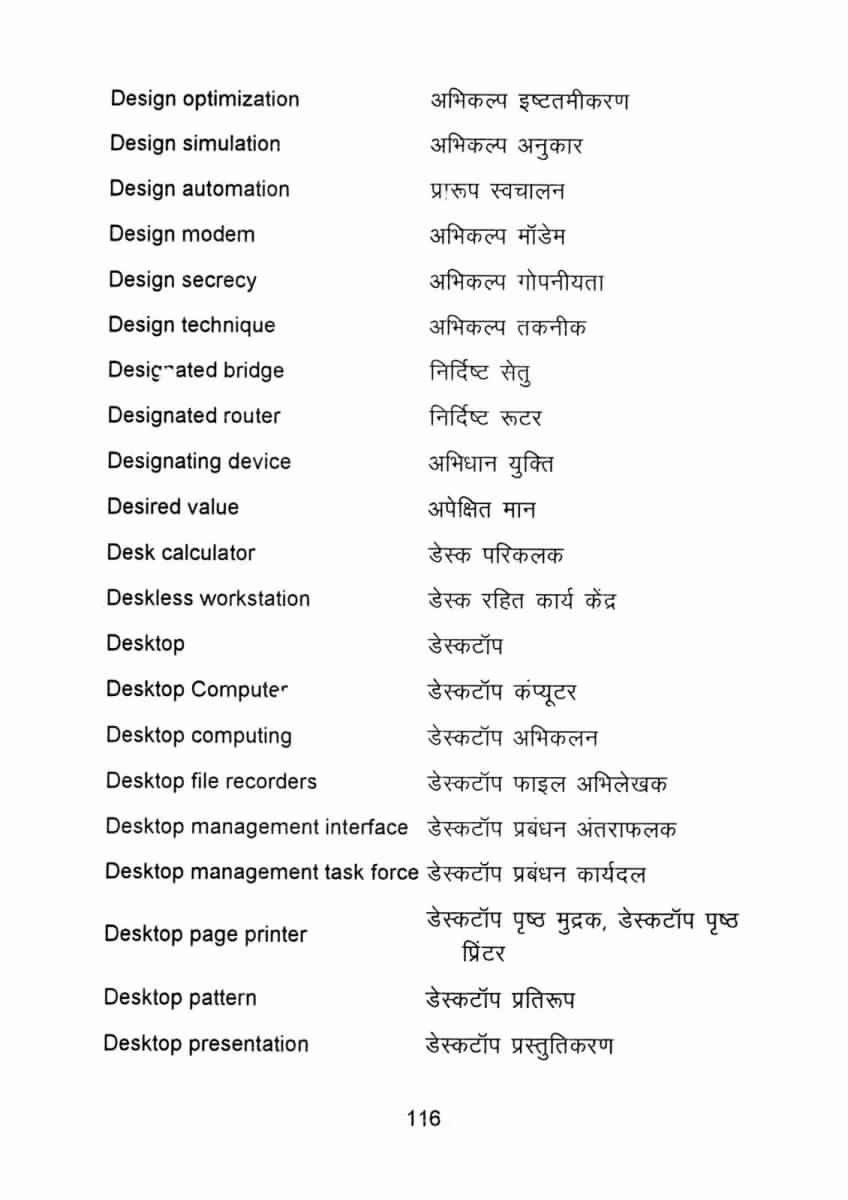 Design optimization अभिकल्प इष्टतमीकरण
Design simulation अभिकल्प अनुकार
Design automation प्रारूप स्वचालन
Design modem अभिकल्प मॉडेम
Design secrecy अभिकल्प गोपनीयता
Design technique अभिकल्प तकनीक
Designated bridge निर्दिष्ट सेतु
Designated router निर्दिष्ट रूटर
Designating device अभिधान युक्ति
Desired value अपेक्षित मान
Desk calculator डेस्क परिकलक
Deskless workstation डेस्क रहित कार्य केंद्र
Desktop डेस्कटॉप
Desktop Computer डेस्कटॉप कंप्यूटर
Desktop computing डेस्कटॉप अभिकलन
Desktop file recorders डेस्कटॉप फाइल अभिलेखक
Desktop management interface डेस्कटॉप प्रबंधन अंतराफलक
Desktop management task force डेस्कटॉप प्रबंधन कार्यदल
Desktop page printer डेस्कटॉप पृष्ठ मुद्रक, डेस्कटॉप पृष्ठ
प्रिंटर
Desktop pattern डेस्कटॉप प्रतिरूप
Desktop presentation डेस्कटॉप प्रस्तुतिकरण
116